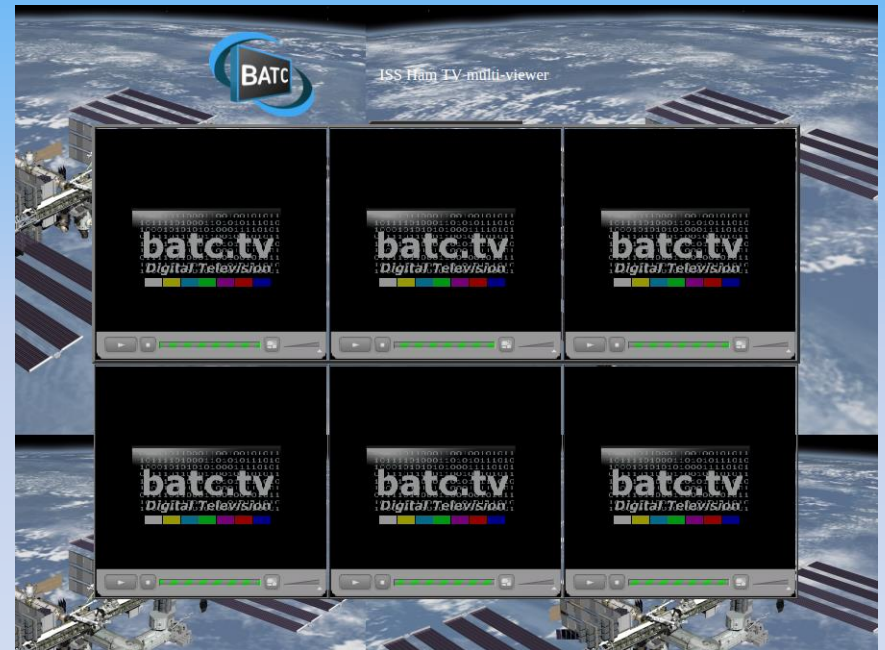 BATC
ISS Ham TV multi-viewer
batc.tv
Digital Television
batc.tv
Digital Television
batc.tv
Digital Television
batc.tv
Digital Television
batc.tv
Digital Television
batc.tv
Digital Television